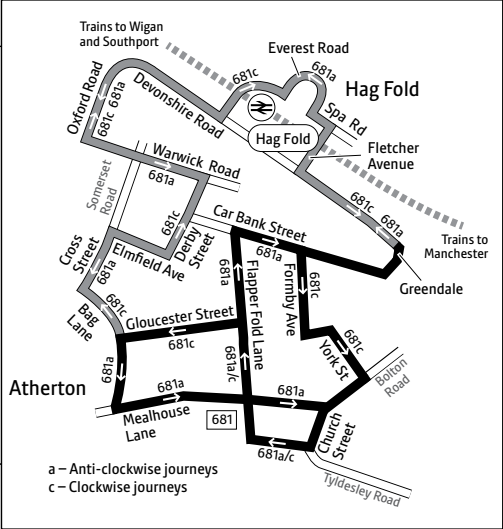 Trains to Wigan
and Southport
Everest Road
681c
681a
Hag Fold
Oxford Road
681c
681a
Devonshire Road
Spa Rd
Hag Fold
Fletcher
Avenue
Somerset
Road
Warwick Road
681a
681c
681a
Trains to
Manchester
Greendale
Cross
Street
681a
Elmfield Ave
681c
Derby
Street
Car Bank Street
681a
681a
Flapper Fold Lane
Formby Ave
681c
Bag
Lane
681c
Gloucester Street
681c
681a/c
York St
681c
Bolton
Road
Atherton
681a
681a
681a
Mealhouse
Lane
681
Church
Street
681a/c
Tyldesley Road
a – Anti-clockwise journeys
c – Clockwise journeys